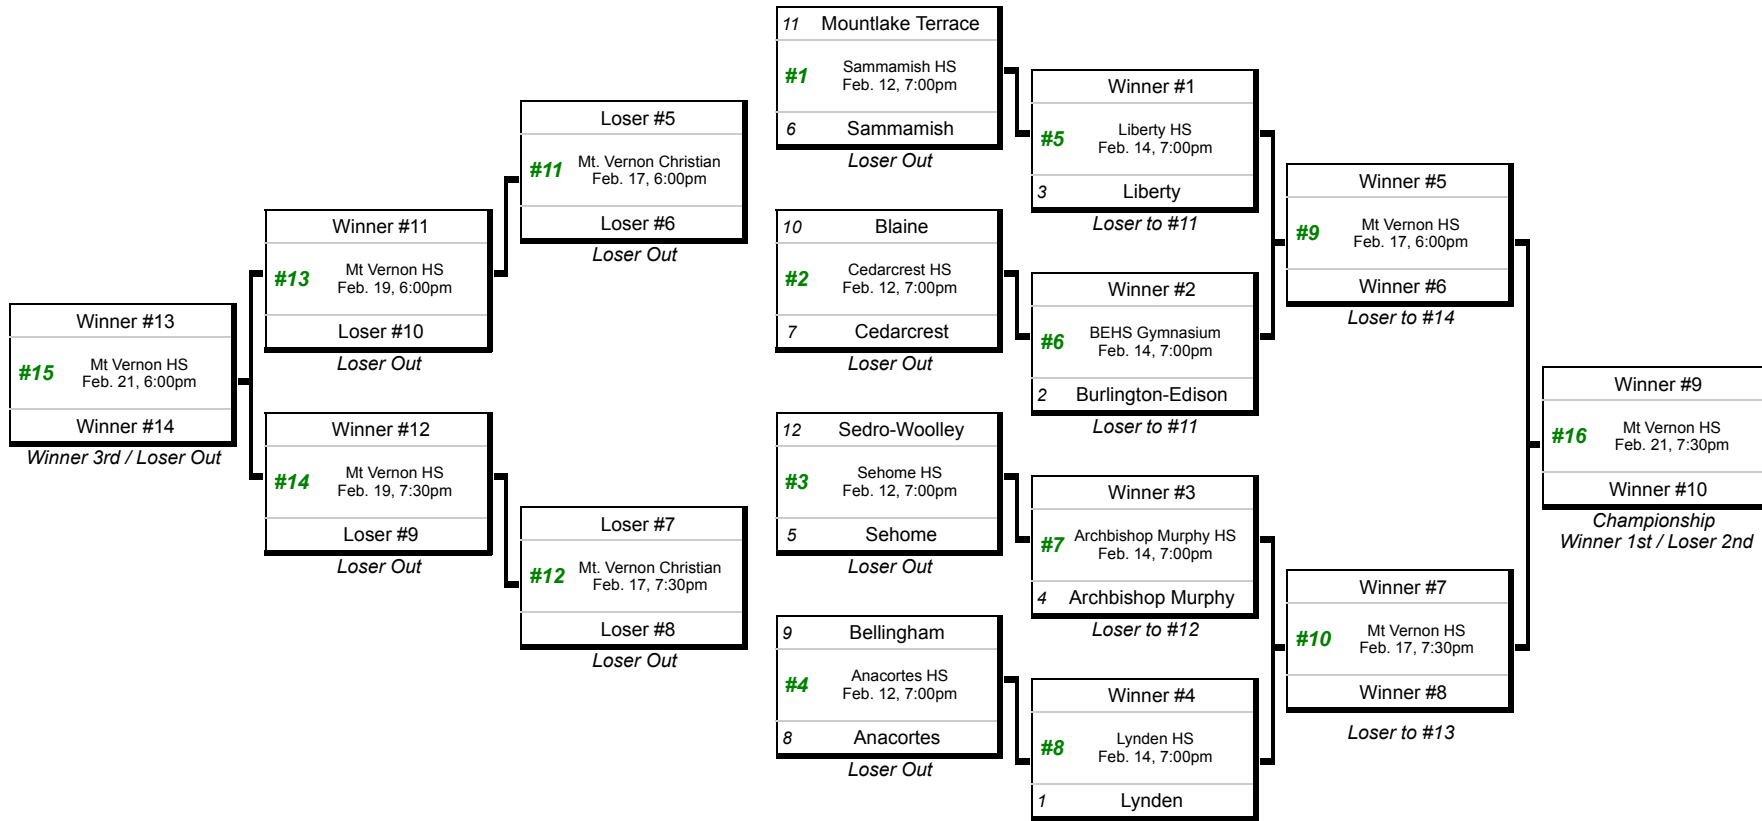 11 Mountlake Terrace
#1 Sammamish HS
Feb. 12, 7:00pm
6 Sammamish
Loser Out
10 Blaine
#2 Cedarcrest HS
Feb. 12, 7:00pm
7 Cedarcrest
Loser Out
12 Sedro-Woolley
#3 Sehome HS
Feb. 12, 7:00pm
5 Sehome
Loser Out
9 Bellingham
#4 Anacortes HS
Feb. 12, 7:00pm
8 Anacortes
Loser Out
Winner #1
#5 Liberty HS
Feb. 14, 7:00pm
3 Liberty
Loser to #11
Winner #2
#6 BEHS Gymnasium
Feb. 14, 7:00pm
2 Burlington-Edison
Loser to #11
Winner #3
#7 Archbishop Murphy HS
Feb. 14, 7:00pm
4 Archbishop Murphy
Loser to #12
Winner #4
#8 Lynden HS
Feb. 14, 7:00pm
1 Lynden
Winner #5
#9 Mt Vernon HS
Feb. 17, 6:00pm
Winner #6
Loser to #14
Winner #7
#10 Mt Vernon HS
Feb. 17, 7:30pm
Winner #8
Loser to #13
Winner #9
#16 Mt Vernon HS
Feb. 21, 7:30pm
Winner #10
Championship
Winner 1st / Loser 2nd
Loser #5
#11 Mt. Vernon Christian
Feb. 17, 6:00pm
Loser #6
Loser Out
Loser #7
#12 Mt. Vernon Christian
Feb. 17, 7:30pm
Loser #8
Loser Out
Winner #11
#13 Mt Vernon HS
Feb. 19, 6:00pm
Loser #10
Loser Out
Winner #12
#14 Mt Vernon HS
Feb. 19, 7:30pm
Loser #9
Loser Out
Winner #13
#15 Mt Vernon HS
Feb. 21, 6:00pm
Winner #14
Winner 3rd / Loser Out